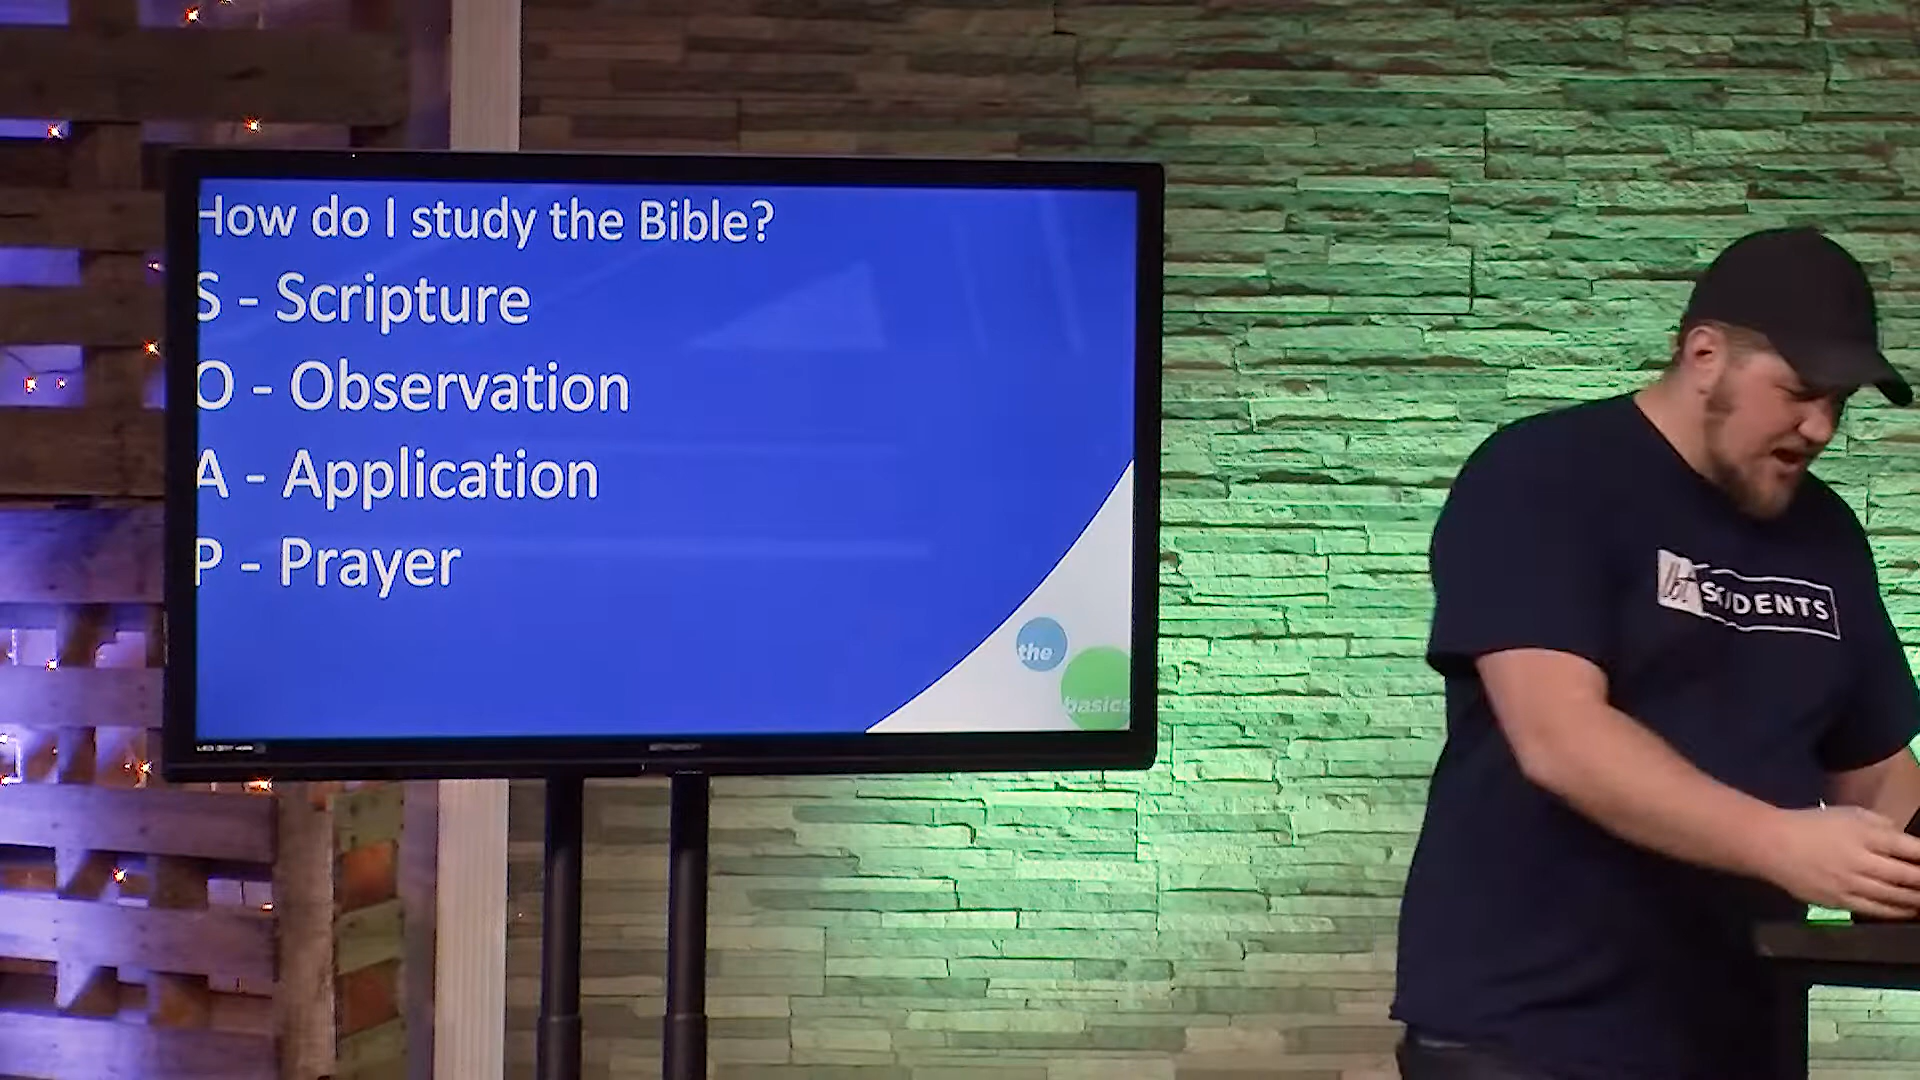 How do I study the Bible?
S - Scripture
O - Observation
A - Application
P - Prayer
the
basics
STUDENTS